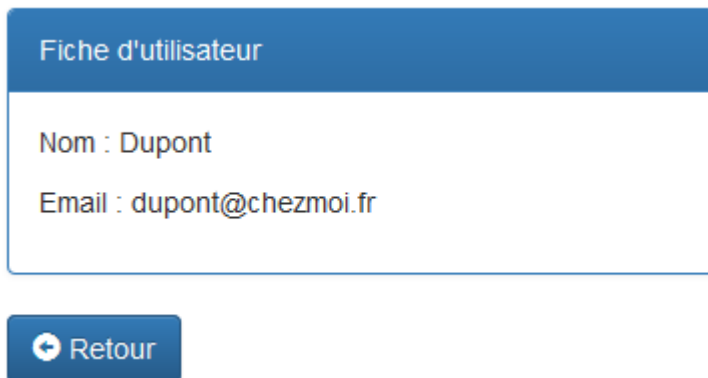 Fiche d'utilisateur
Nom : Dupont
Email : dupont@chezmoi.fr
Retour